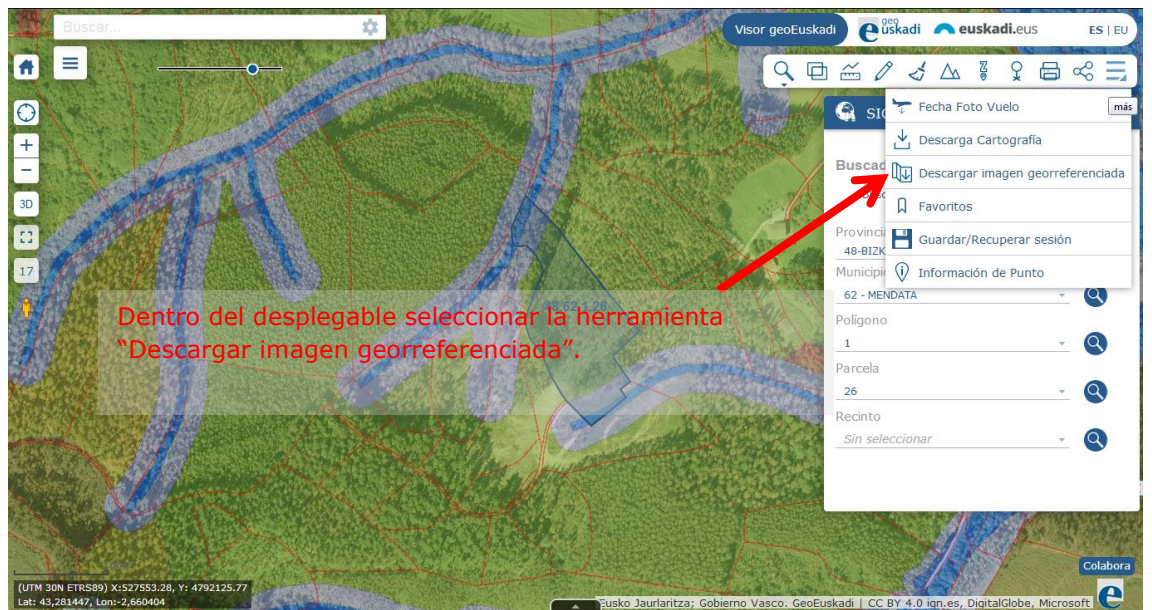 Buscar...
Visor geoEuskadi
geo
euskadi
euskadi.eus
ES | EU
Fecha Foto Vuelo
más
Descarga Cartografía
Descargar imagen georreferenciada
Favoritos
Guardar/Recuperar sesión
Información de Punto
3D
17
Provincia
48-BIZK
62 - MENDATA
Polígono
1
Parcela
26
Recinto
Sin seleccionar
Dentro del desplegable seleccionar la herramienta
“Descargar imagen georreferenciada”.
(UTM 30N ETRS89) X:527553.28, Y: 4792125.77
Lat: 43,281447, Lon:-2,660404
Colabora
Eusko Jaurlaritza; Gobierno Vasco. GeoEuskadi | CC BY 4.0 ign.es, DigitalGlobe, Microsoft